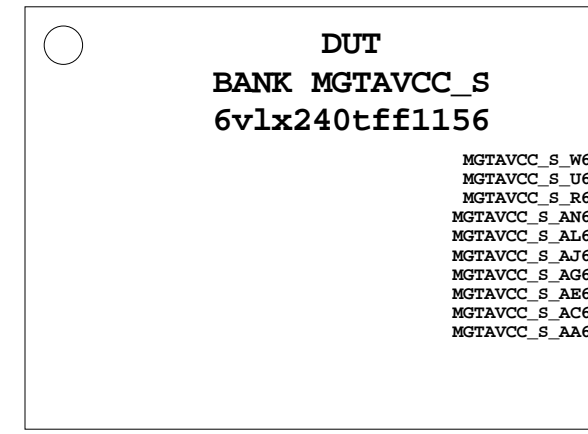 DUT
BANK MGTAVCC_S
6vlx240tff1156
MGTAVCC_S_W6
MGTAVCC_S_U6
MGTAVCC_S_R6
MGTAVCC_S_AN6
MGTAVCC_S_AL6
MGTAVCC_S_AJ6
MGTAVCC_S_AG6
MGTAVCC_S_AE6
MGTAVCC_S_AC6
MGTAVCC_S_AA6